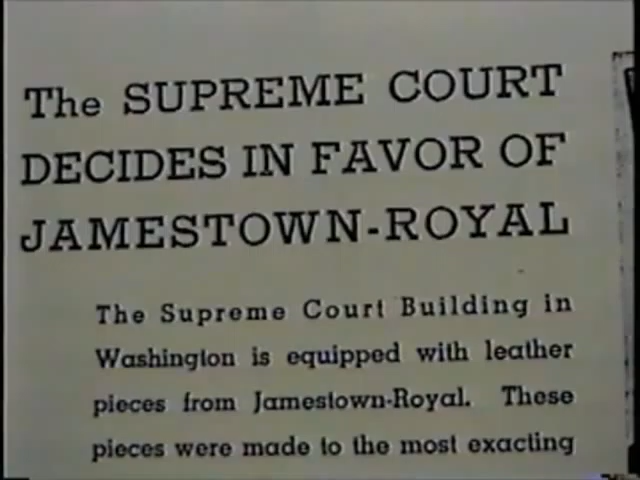 The SUPREME COURT
DECIDES IN FAVOR OF
JAMESTOWN-ROYAL
The Supreme Court Building in
Washington is equipped with leather
pieces from Jamestown-Royal. These
pieces were made to the most exacting